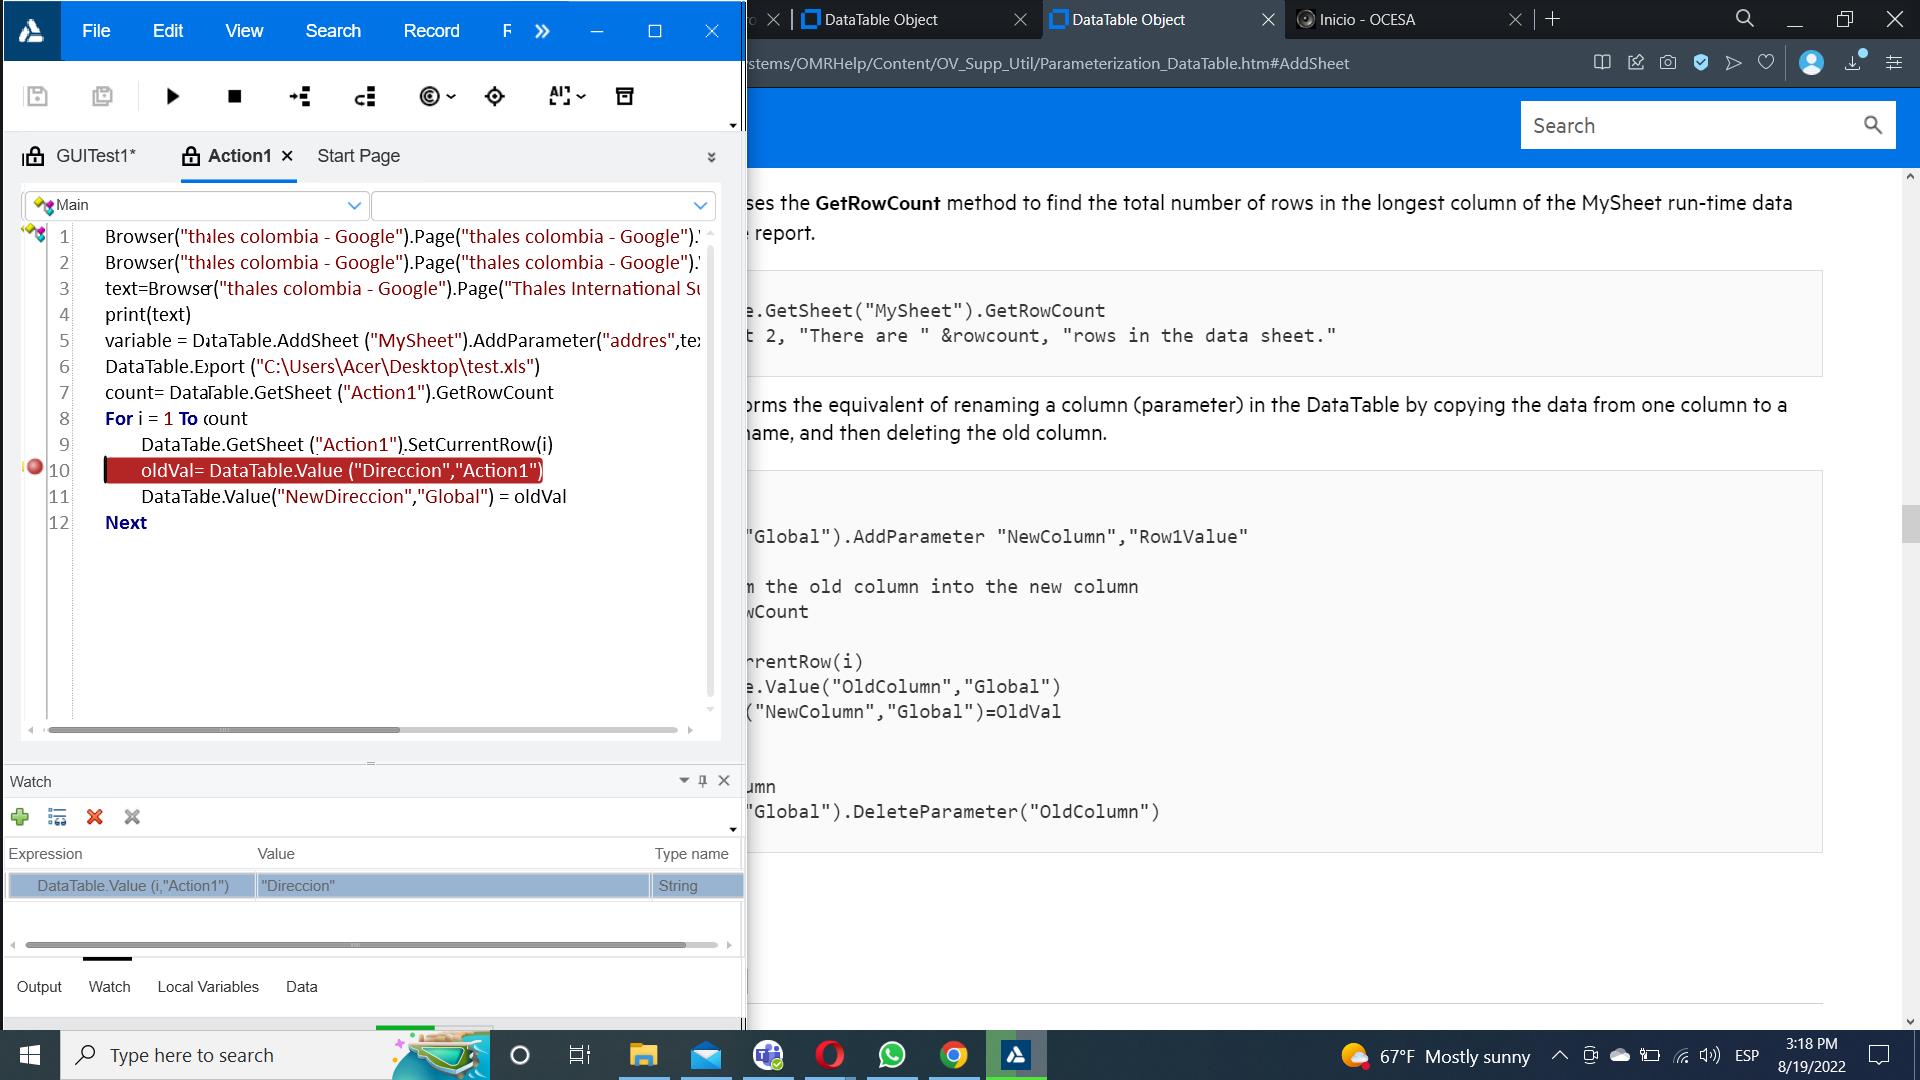 File Edit View Search Record
DataTable Object
DataTable Object
Inicio - OCESA
stems/OMRHelp/Content/OV_Supp_Util/Parameterization_DataTable.htm#AddSheet
GUITest1*
Action1
Start Page
Main
1 Browser("thales colombia - Google").Page("thales colombia - Google").
2 Browser("thales colombia - Google").Page("thales colombia - Google").
3 text=Browser("thales colombia - Google").Page("Thales International Su
4 print(text)
5 variable = DataTable.AddSheet ("MySheet").AddParameter("addres",tex
6 DataTable.Export ("C:\Users\Acer\Desktop\test.xls")
7 count= DataTable.GetSheet ("Action1").GetRowCount
8 For i = 1 To count
9 DataTable.GetSheet ("Action1").SetCurrentRow(i)
10 oldVal= DataTable.Value ("Direccion","Action1")
11 DataTable.Value("NewDireccion","Global") = oldVal
12 Next
Watch
Expression Value Type name
DataTable.Value (i,"Action1") "Direccion" String
Output Watch Local Variables Data
Search
ses the GetRowCount method to find the total number of rows in the longest column of the MySheet run-time data
report.
e.GetSheet("MySheet").GetRowCount
t 2, "There are " &rowcount, "rows in the data sheet."
orms the equivalent of renaming a column (parameter) in the DataTable by copying the data from one column to a
name, and then deleting the old column.
"Global").AddParameter "NewColumn","Row1Value"
m the old column into the new column
wCount
rrentRow(i)
e.Value("OldColumn","Global")
("NewColumn","Global")=OldVal
umn
"Global").DeleteParameter("OldColumn")
Type here to search
67°F Mostly sunny
ESP
3:18 PM
8/19/2022